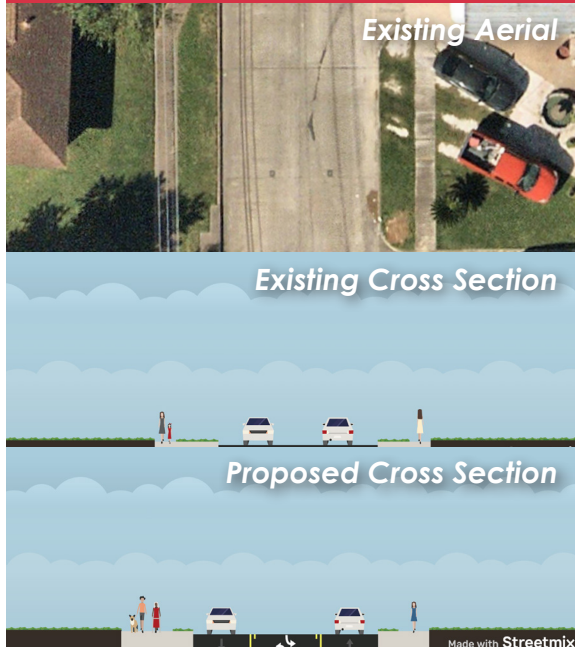 Existing Aerial
Existing Cross Section
Proposed Cross Section
Made with Streetmix